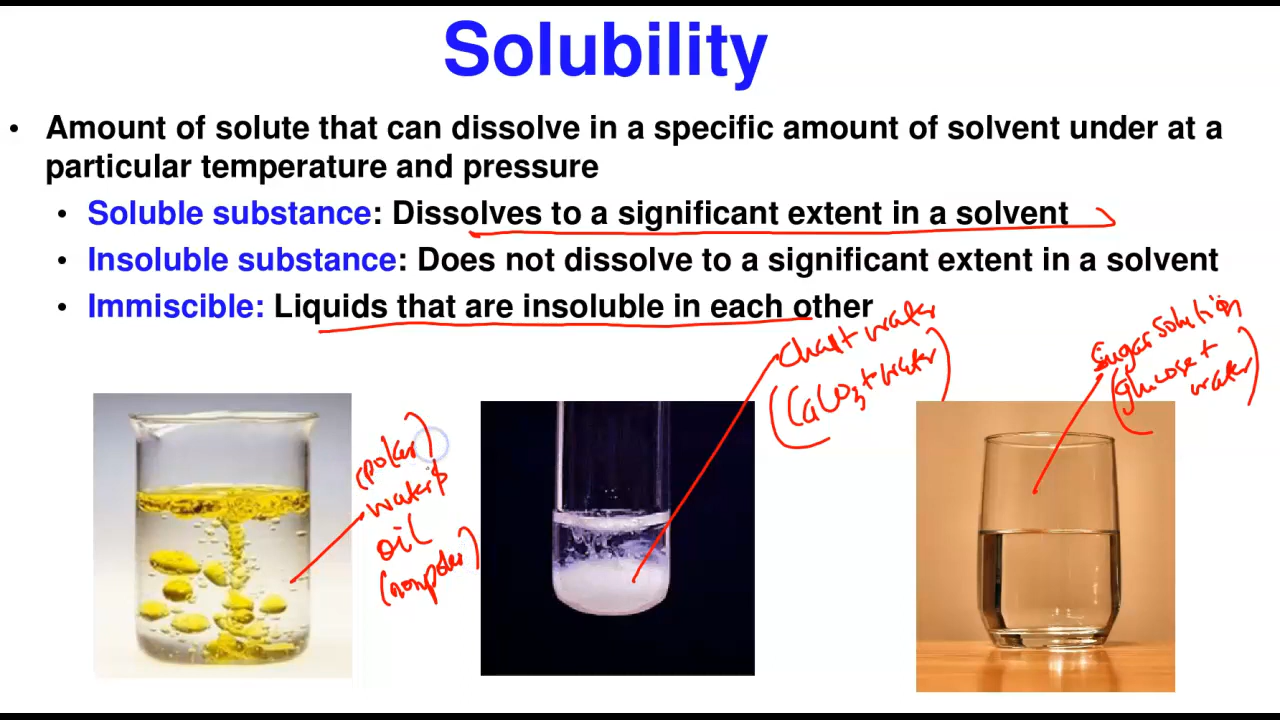 Solubility
• Amount of solute that can dissolve in a specific amount of solvent under at a
particular temperature and pressure
• Soluble substance: Dissolves to a significant extent in a solvent
• Insoluble substance: Does not dissolve to a significant extent in a solvent
• Immiscible: Liquids that are insoluble in each other
(polar)
water &
oil
(nonpolar)
chalk + water
(CaCO3 + water)
Sugar solution
(glucose +
water)